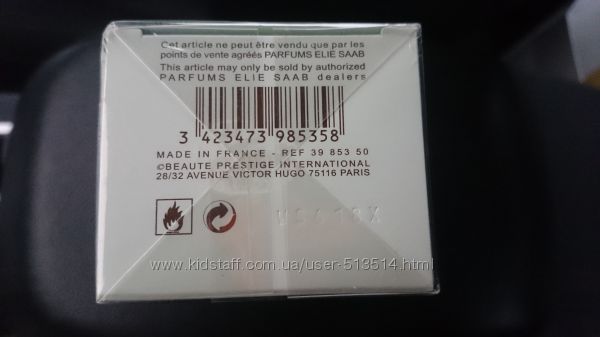 Cet article ne peut être vendu que par les
points de vente agréés PARFUMS ELIE SAAB
This article may only be sold by authorized
PARFUMS ELIE SAAB dealers
3 423473 985358
MADE IN FRANCE - REF 39 853 50
©BEAUTE PRESTIGE INTERNATIONAL
28/32 AVENUE VICTOR HUGO 75116 PARIS
www.kidstaff.com.ua/user-513514.html